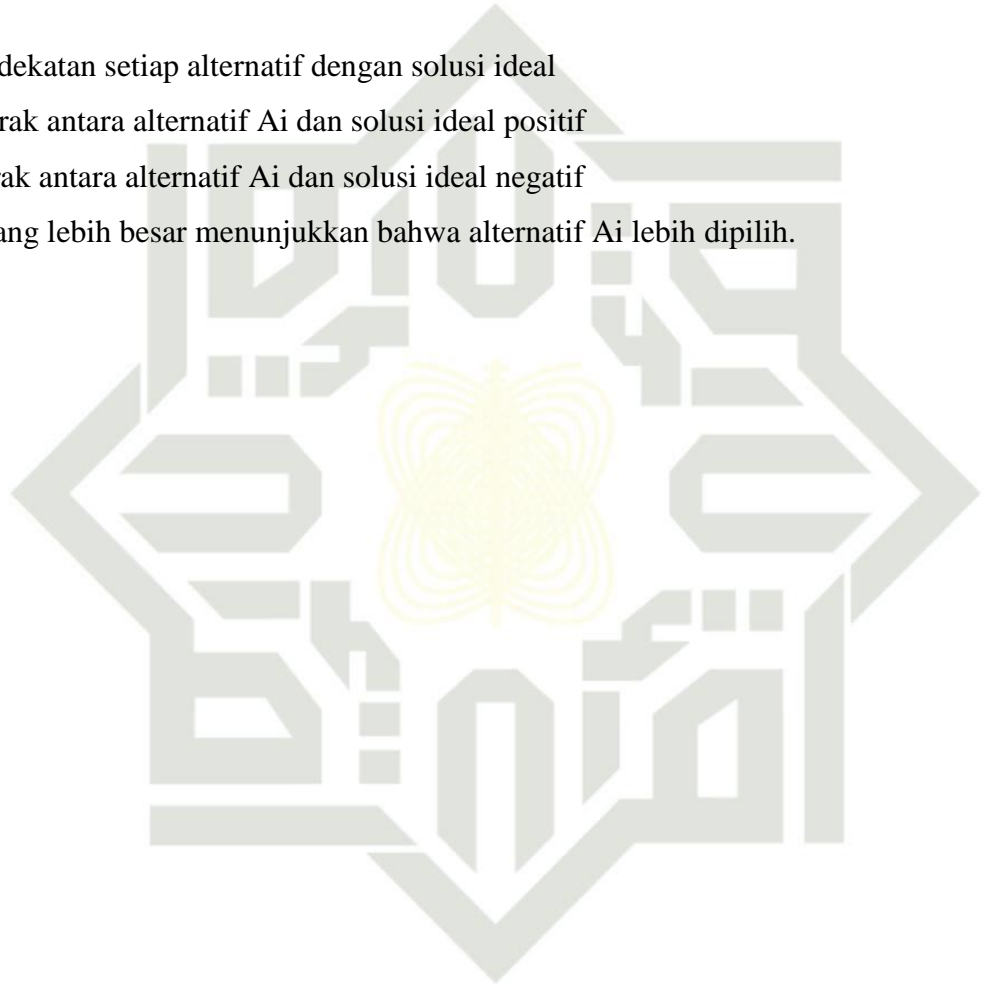 dekatan setiap alternatif dengan solusi ideal
rak antara alternatif Ai dan solusi ideal positif
rak antara alternatif Ai dan solusi ideal negatif
ang lebih besar menunjukkan bahwa alternatif Ai lebih dipilih.